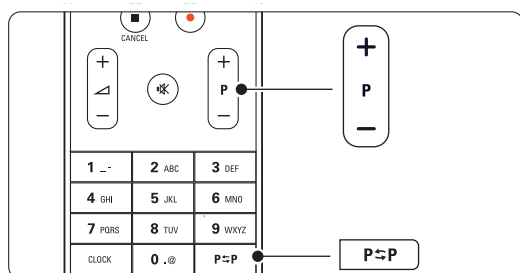 CANCEL
+ + +
P P
— — —
1 _- 2 ABC 3 DEF
4 GHI 5 JKL 6 MNO
7 PQRS 8 TUV 9 WXYZ
CLOCK 0 .@ P⇆P P⇆P